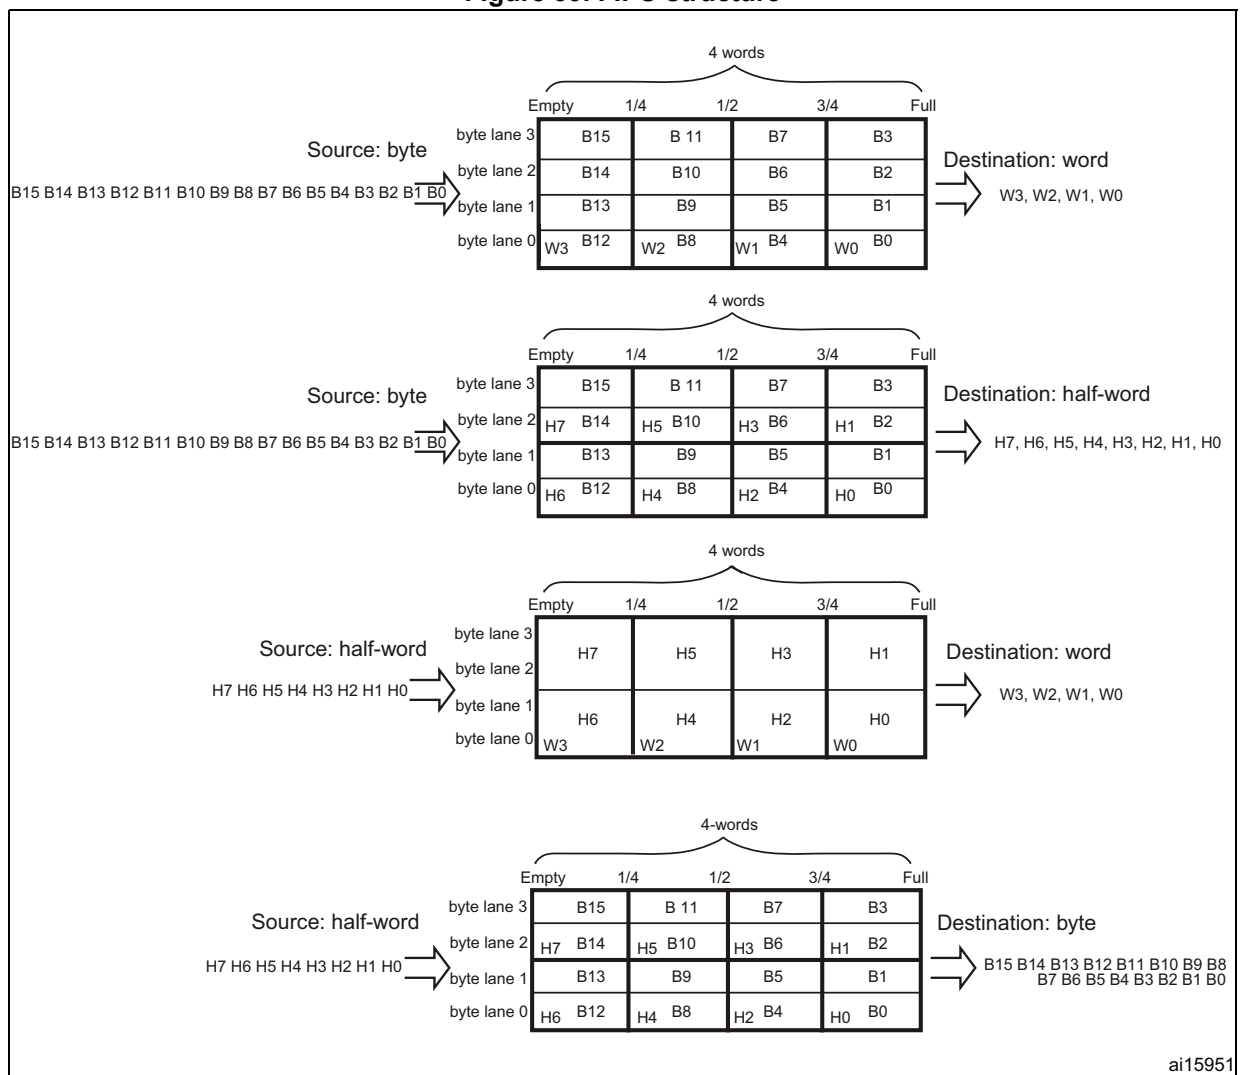 4 words
Empty 1/4 1/2 3/4 Full
byte lane 3 B15 B 11 B7 B3
Source: byte
Destination: word
byte lane 2 B14 B10 B6 B2
B15 B14 B13 B12 B11 B10 B9 B8 B7 B6 B5 B4 B3 B2 B1 B0
W3, W2, W1, W0
byte lane 1 B13 B9 B5 B1
byte lane 0 W3 B12 W2 B8 W1 B4 W0 B0
4 words
Empty 1/4 1/2 3/4 Full
byte lane 3 B15 B 11 B7 B3
Source: byte
Destination: half-word
byte lane 2 H7 B14 H5 B10 H3 B6 H1 B2
B15 B14 B13 B12 B11 B10 B9 B8 B7 B6 B5 B4 B3 B2 B1 B0
H7, H6, H5, H4, H3, H2, H1, H0
byte lane 1 B13 B9 B5 B1
byte lane 0 H6 B12 H4 B8 H2 B4 H0 B0
4 words
Empty 1/4 1/2 3/4 Full
byte lane 3
Source: half-word
H7 H5 H3 H1
Destination: word
byte lane 2
H7 H6 H5 H4 H3 H2 H1 H0
W3, W2, W1, W0
byte lane 1
H6 H4 H2 H0
byte lane 0 W3 W2 W1 W0
4-words
Empty 1/4 1/2 3/4 Full
byte lane 3 B15 B 11 B7 B3
Source: half-word
Destination: byte
byte lane 2 H7 B14 H5 B10 H3 B6 H1 B2
H7 H6 H5 H4 H3 H2 H1 H0
B15 B14 B13 B12 B11 B10 B9 B8
B7 B6 B5 B4 B3 B2 B1 B0
byte lane 1 B13 B9 B5 B1
byte lane 0 H6 B12 H4 B8 H2 B4 H0 B0
ai15951